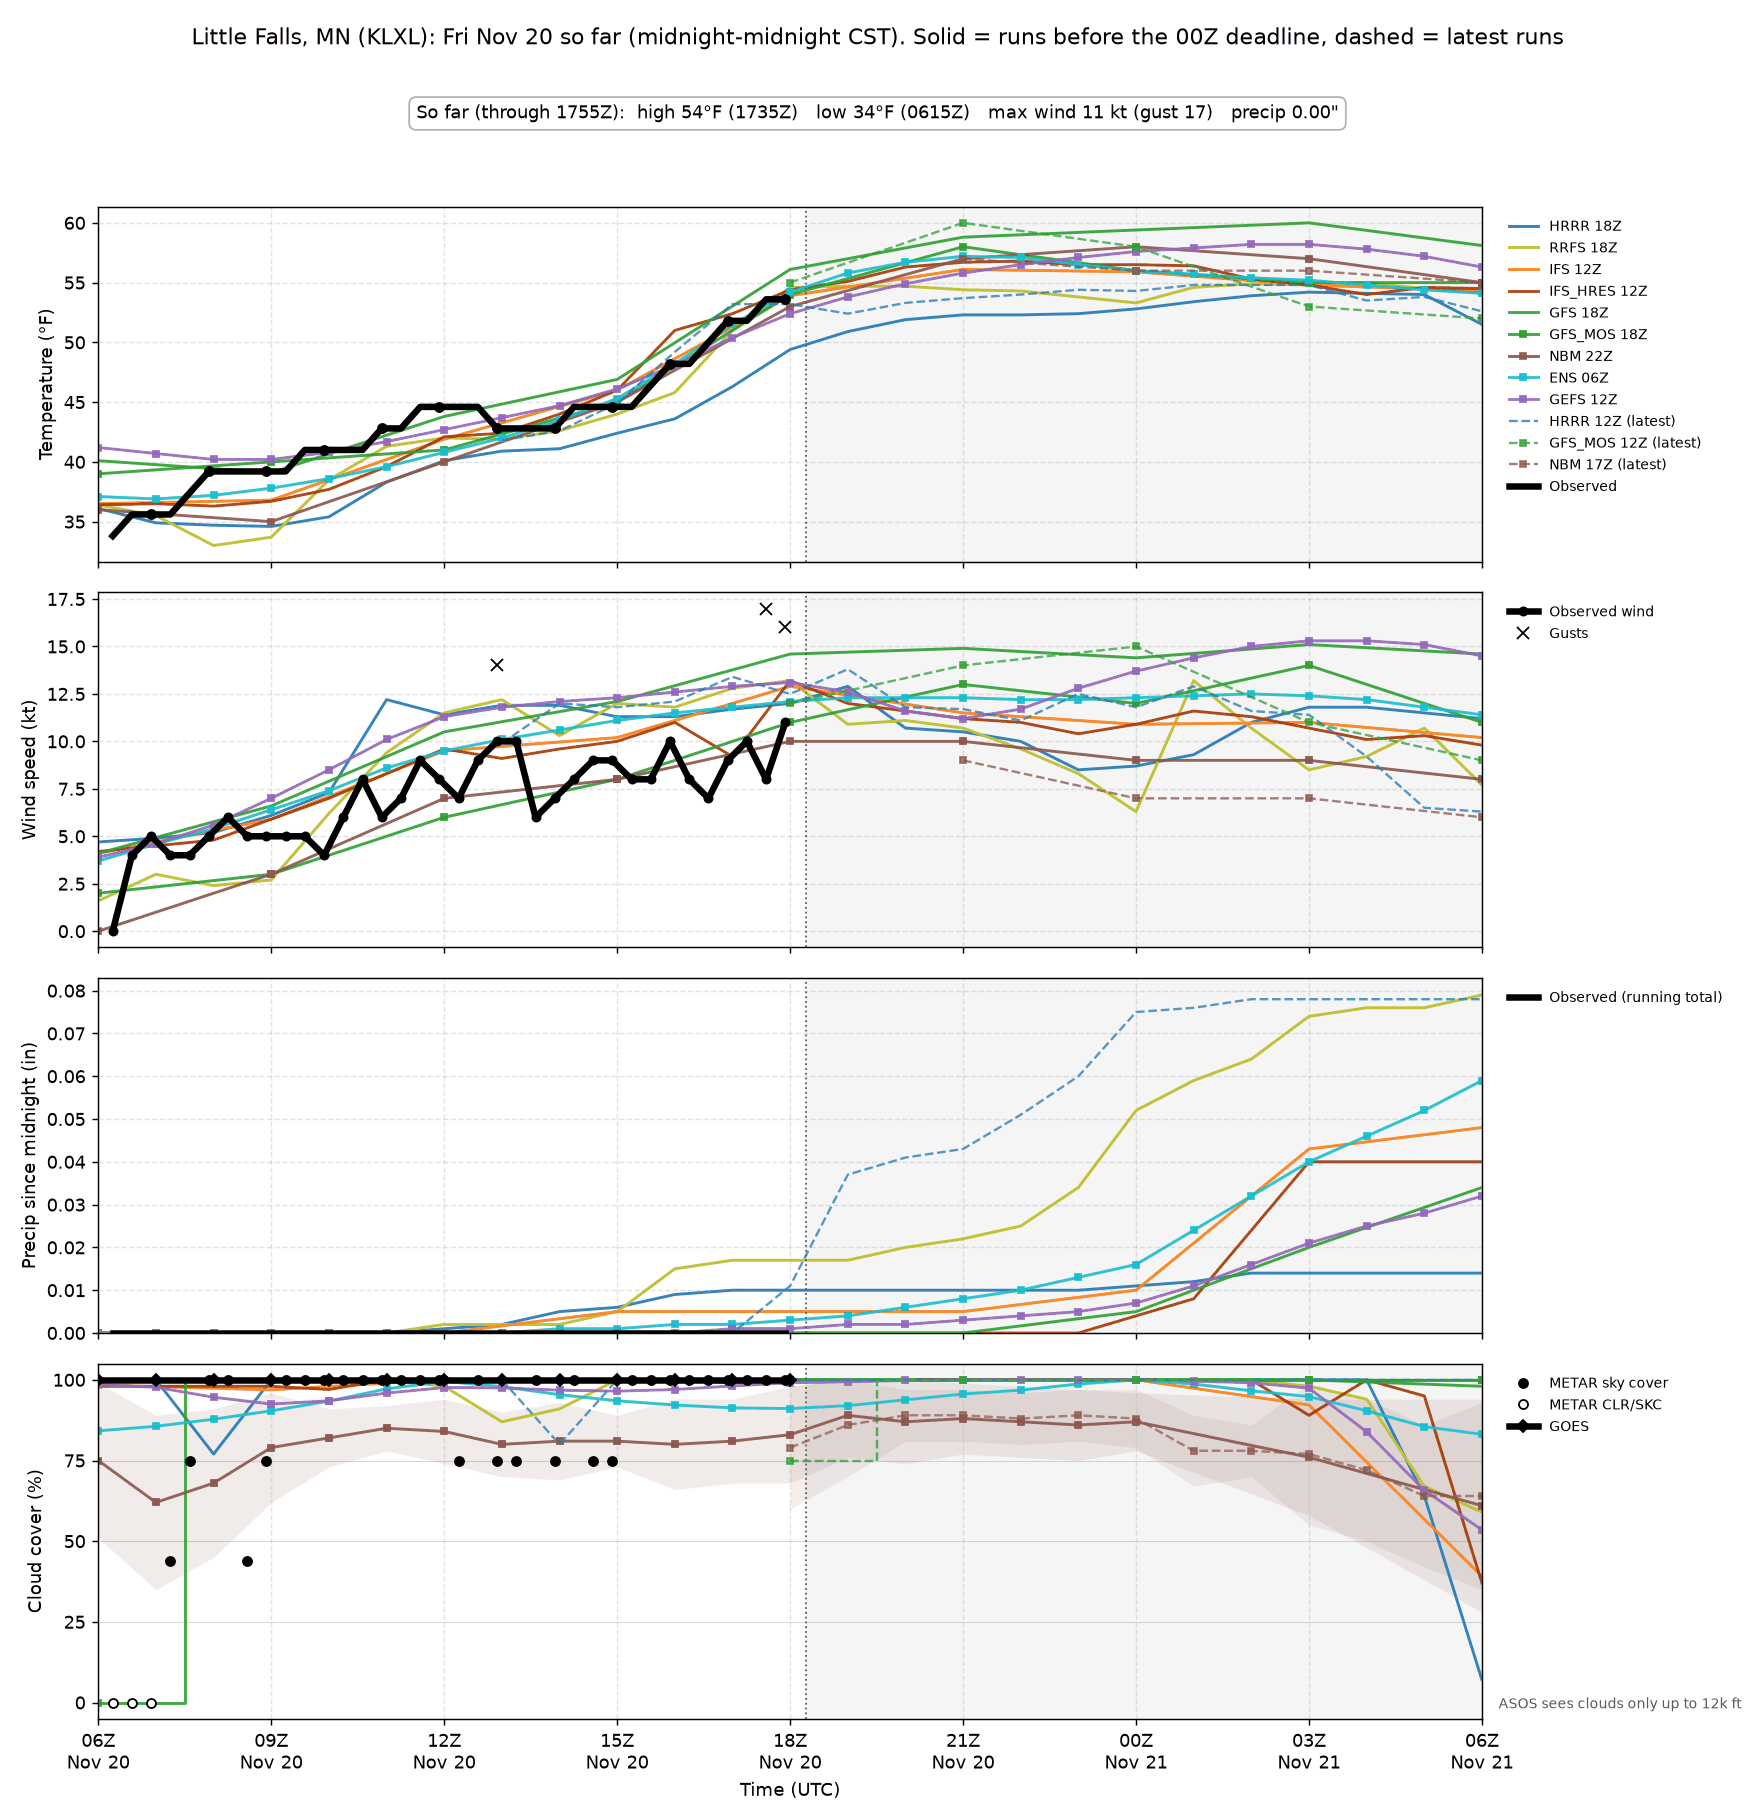 Little Falls, MN (KLXL): Fri Nov 20 so far (midnight-midnight CST). Solid = runs before the 00Z deadline, dashed = latest runs
So far (through 1755Z):  high 54°F (1735Z)   low 34°F (0615Z)   max wind 11 kt (gust 17)   precip 0.00"
Temperature (°F)
60
55
50
45
40
35
HRRR 18Z
RRFS 18Z
IFS 12Z
IFS_HRES 12Z
GFS 18Z
GFS_MOS 18Z
NBM 22Z
ENS 06Z
GEFS 12Z
HRRR 12Z (latest)
GFS_MOS 12Z (latest)
NBM 17Z (latest)
Observed
Wind speed (kt)
17.5
15.0
12.5
10.0
7.5
5.0
2.5
0.0
Observed wind
Gusts
Precip since midnight (in)
0.08
0.07
0.06
0.05
0.04
0.03
0.02
0.01
0.00
Observed (running total)
Cloud cover (%)
100
75
50
25
0
METAR sky cover
METAR CLR/SKC
GOES
ASOS sees clouds only up to 12k ft
06Z
Nov 20
09Z
Nov 20
12Z
Nov 20
15Z
Nov 20
18Z
Nov 20
21Z
Nov 20
00Z
Nov 21
03Z
Nov 21
06Z
Nov 21
Time (UTC)